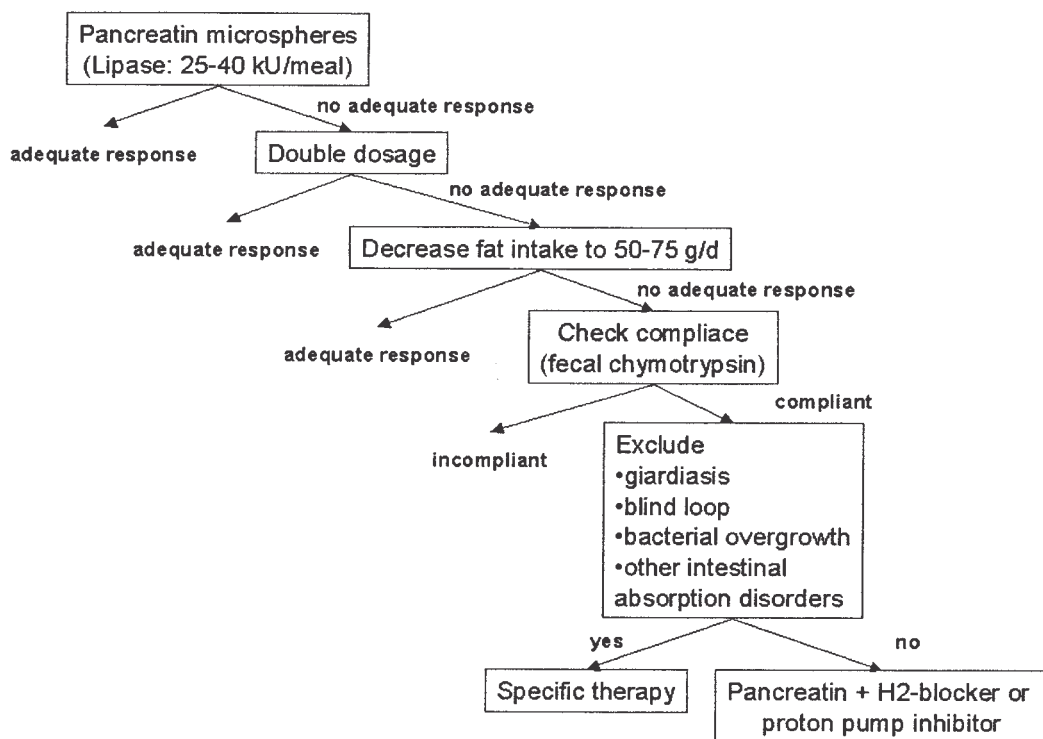 Pancreatin microspheres
(Lipase: 25-40 kU/meal)
no adequate response
adequate response
Double dosage
no adequate response
adequate response
Decrease fat intake to 50-75 g/d
no adequate response
adequate response
Check compliace
(fecal chymotrypsin)
compliant
incompliant
Exclude
•giardiasis
•blind loop
•bacterial overgrowth
•other intestinal
absorption disorders
yes
no
Specific therapy
Pancreatin + H2-blocker or
proton pump inhibitor